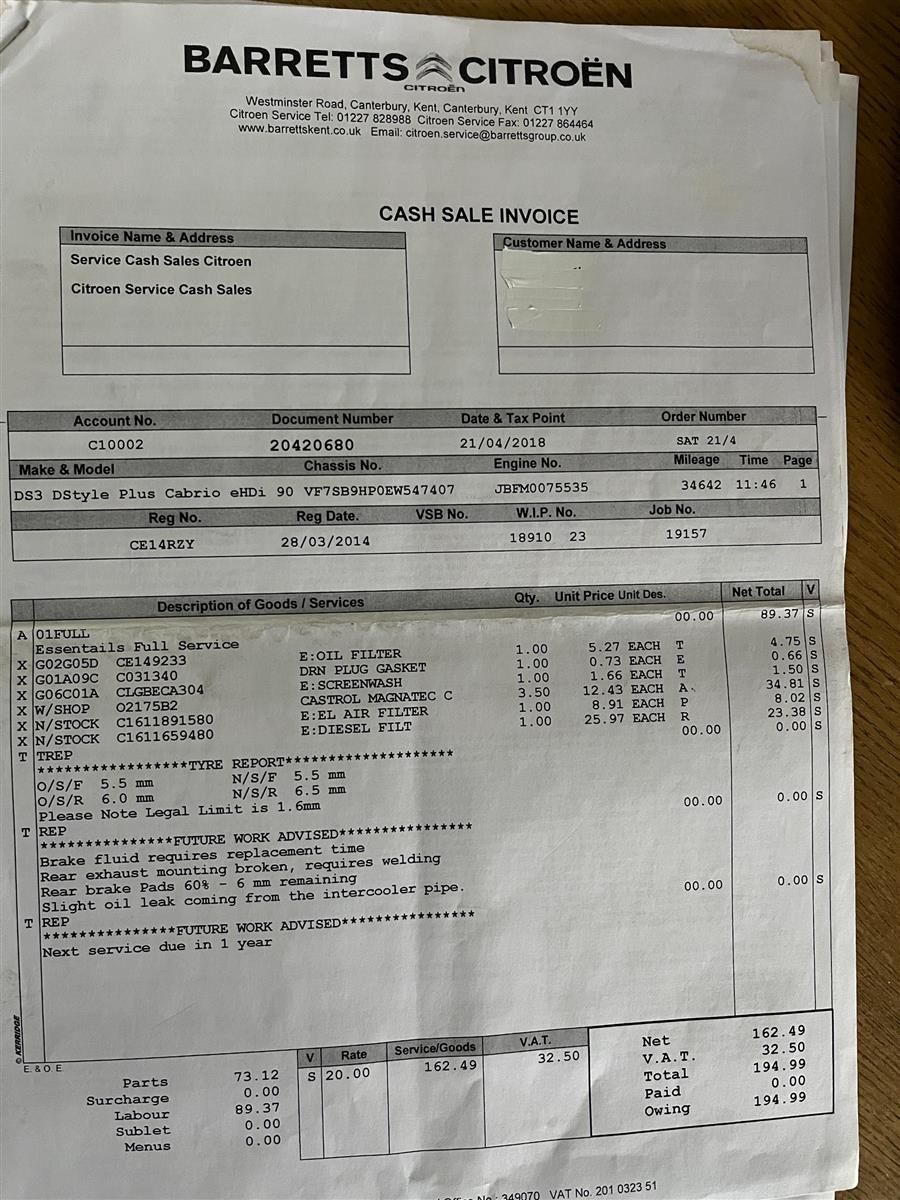 BARRETTS CITROËN
CITROËN
Westminster Road, Canterbury, Kent, Canterbury, Kent CT1 1YY
Citroen Service Tel: 01227 828988 Citroen Service Fax: 01227 864464
www.barrettskent.co.uk Email: citroen.service@barrettsgroup.co.uk
CASH SALE INVOICE
Invoice Name & Address
Service Cash Sales Citroen
Citroen Service Cash Sales
Customer Name & Address
Account No. Document Number Date & Tax Point Order Number
C10002 20420680 21/04/2018 SAT 21/4
Make & Model Chassis No. Engine No. Mileage Time Page
DS3 DStyle Plus Cabrio eHDi 90 VF7SB9HP0EW547407 JBFM0075535 34642 11:46 1
Reg No. Reg Date. VSB No. W.I.P. No. Job No.
CE14RZY 28/03/2014 18910 23 19157
Description of Goods / Services Qty. Unit Price Unit Des. Net Total V
A 01FULL 00.00 89.37 S
Essentails Full Service
X G02G05D CE149233 E:OIL FILTER 1.00 5.27 EACH T 4.75 S
X G01A09C C031340 DRN PLUG GASKET 1.00 0.73 EACH E 0.66 S
X G06C01A CLGBECA304 E:SCREENWASH 1.00 1.66 EACH T 1.50 S
X W/SHOP O2175B2 CASTROL MAGNATEC C 3.50 12.43 EACH A 34.81 S
X N/STOCK C1611891580 E:EL AIR FILTER 1.00 8.91 EACH P 8.02 S
X N/STOCK C1611659480 E:DIESEL FILT 1.00 25.97 EACH R 23.38 S
T TREP 00.00 0.00 S
*****************TYRE REPORT*******************
O/S/F 5.5 mm N/S/F 5.5 mm
O/S/R 6.0 mm N/S/R 6.5 mm
Please Note Legal Limit is 1.6mm
T REP 00.00 0.00 S
***************FUTURE WORK ADVISED***************
Brake fluid requires replacement time
Rear exhaust mounting broken, requires welding
Rear brake Pads 60% - 6 mm remaining
Slight oil leak coming from the intercooler pipe.
T REP 00.00 0.00 S
***************FUTURE WORK ADVISED***************
Next service due in 1 year
© KERRIDGE
E. & O. E
Parts 73.12
Surcharge 0.00
Labour 89.37
Sublet 0.00
Menus 0.00
V Rate Service/Goods V.A.T.
S 20.00 162.49 32.50
Net 162.49
V.A.T. 32.50
Total 194.99
Paid 0.00
Owing 194.99
No.: 349070 VAT No. 201 0323 51